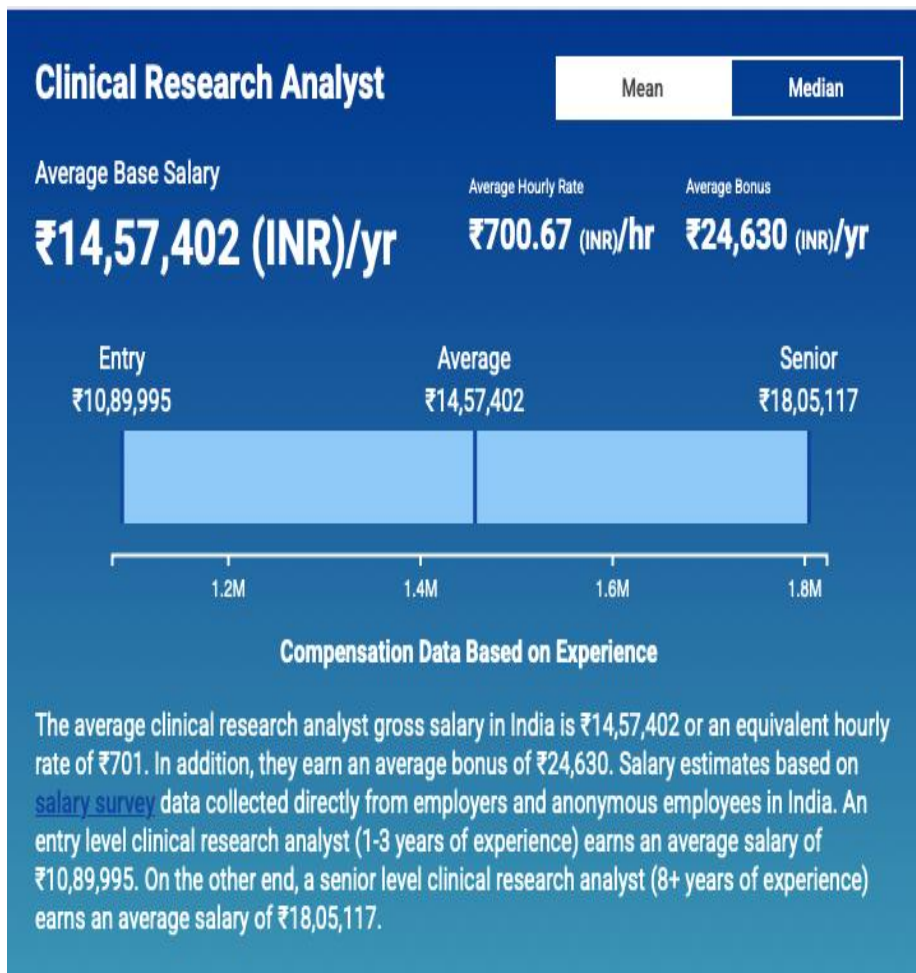 Clinical Research Analyst
Mean
Median
Average Base Salary
Average Hourly Rate
Average Bonus
₹14,57,402 (INR)/yr
₹700.67 (INR)/hr
₹24,630 (INR)/yr
Entry
Average
Senior
₹10,89,995
₹14,57,402
₹18,05,117
1.2M
1.4M
1.6M
1.8M
Compensation Data Based on Experience
The average clinical research analyst gross salary in India is ₹14,57,402 or an equivalent hourly
rate of ₹701. In addition, they earn an average bonus of ₹24,630. Salary estimates based on
salary survey data collected directly from employers and anonymous employees in India. An
entry level clinical research analyst (1-3 years of experience) earns an average salary of
₹10,89,995. On the other end, a senior level clinical research analyst (8+ years of experience)
earns an average salary of ₹18,05,117.